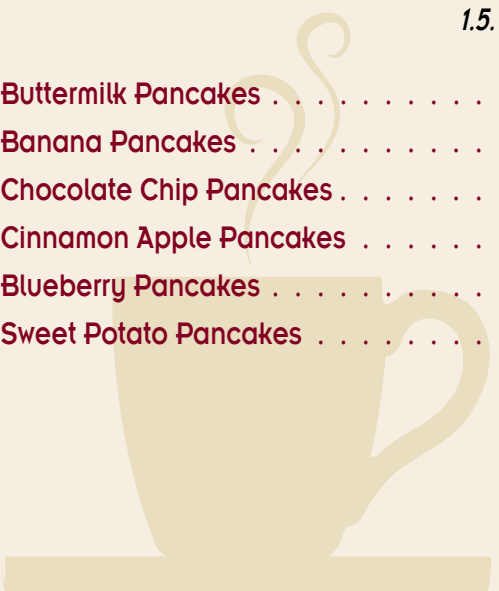 1.5.
Buttermilk Pancakes . . . . . . . . . .
Banana Pancakes . . . . . . . . . . .
Chocolate Chip Pancakes . . . . . . .
Cinnamon Apple Pancakes . . . . . .
Blueberry Pancakes . . . . . . . . . .
Sweet Potato Pancakes . . . . . . . .